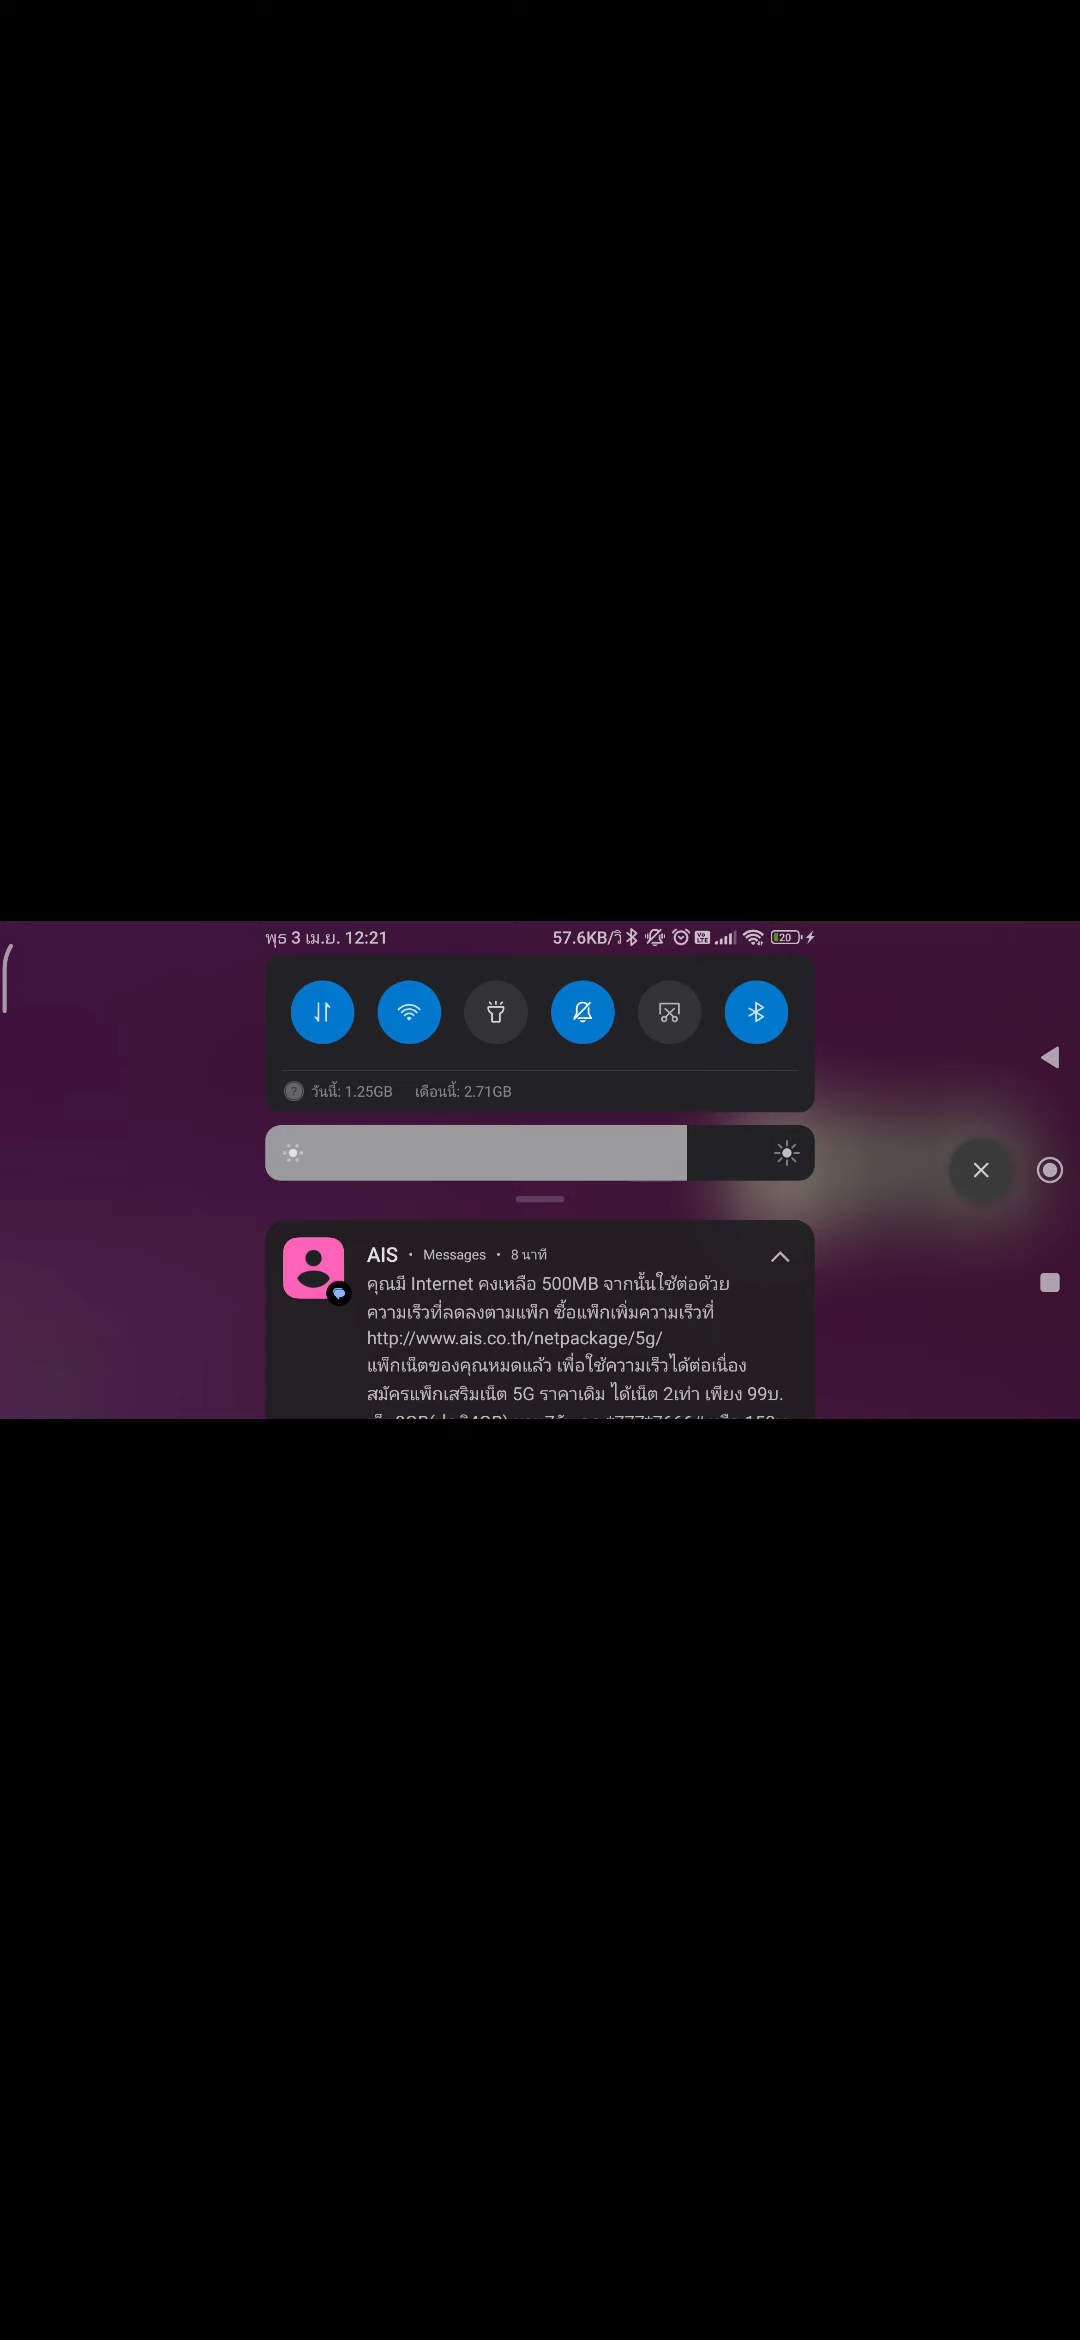 พุธ 3 เม.ย. 12:21
57.6KB/วิ 20
วันนี้: 1.25GB เดือนนี้: 2.71GB
AIS • Messages • 8 นาที
คุณมี Internet คงเหลือ 500MB จากนั้นใช้ต่อด้วย
ความเร็วที่ลดลงตามแพ็ก ซื้อแพ็กเพิ่มความเร็วที่
http://www.ais.co.th/netpackage/5g/
แพ็กเน็ตของคุณหมดแล้ว เพื่อใช้ความเร็วได้ต่อเนื่อง
สมัครแพ็กเสริมเน็ต 5G ราคาเดิม ได้เน็ต 2เท่า เพียง 99บ.